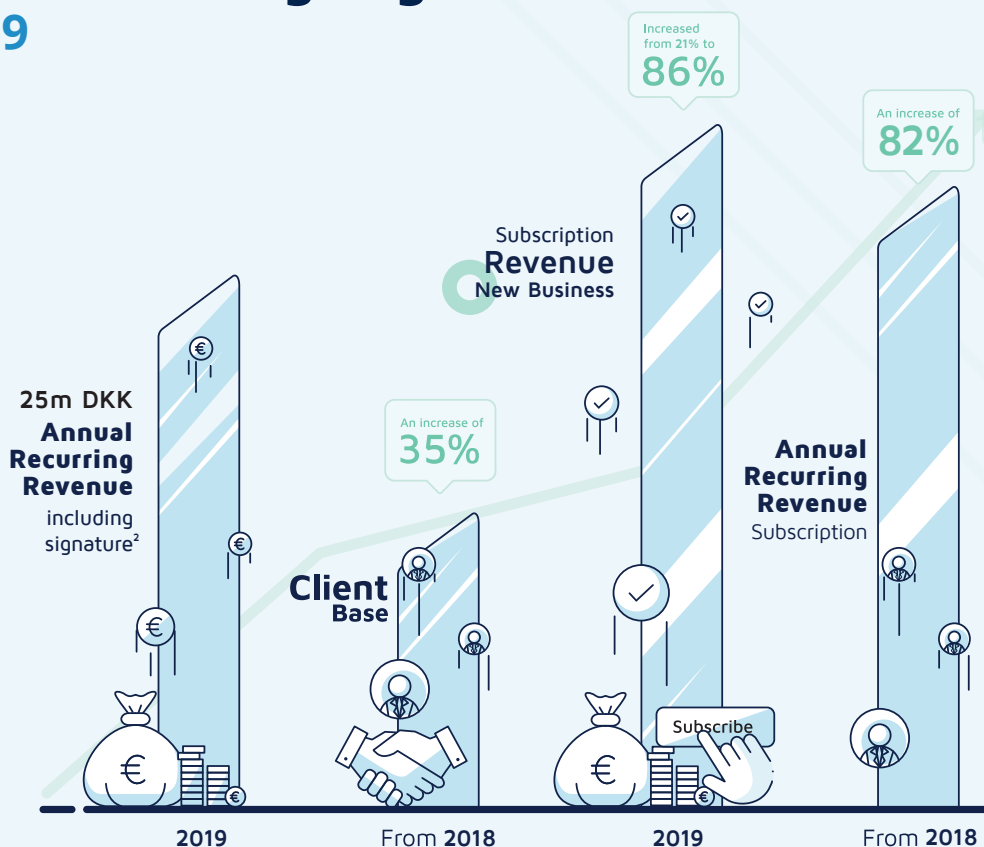 9
Increased
from 21% to
86%
An increase of
82%
Subscription
Revenue
New Business
25m DKK
Annual
Recurring
Revenue
including
signature²
An increase of
35%
Annual
Recurring
Revenue
Subscription
Client
Base
€
€
€
€
€
€
€
Subscribe
2019
From 2018
2019
From 2018